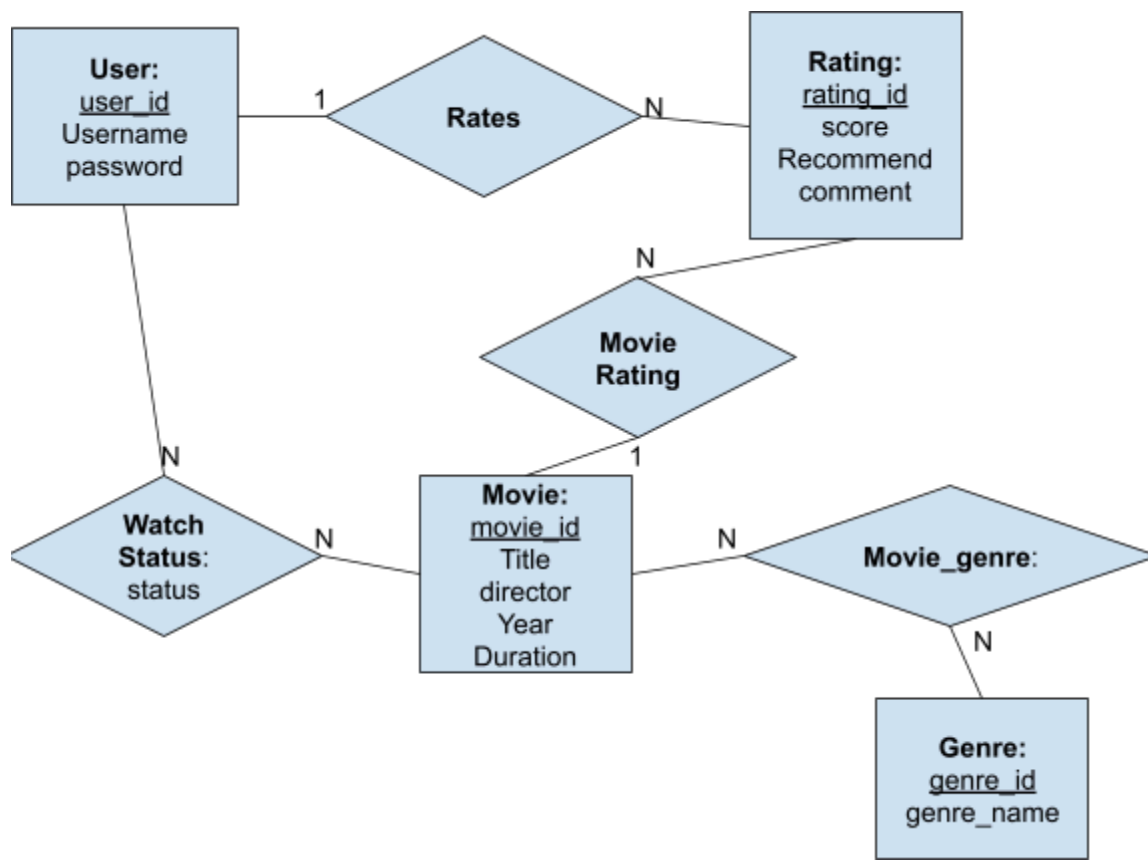 User:
user_id
Username
password
1
Rates
N
Rating:
rating_id
score
Recommend
comment
N
Movie
Rating
1
N
Watch
Status:
status
N
Movie:
movie_id
Title
director
Year
Duration
N
Movie_genre:
N
Genre:
genre_id
genre_name